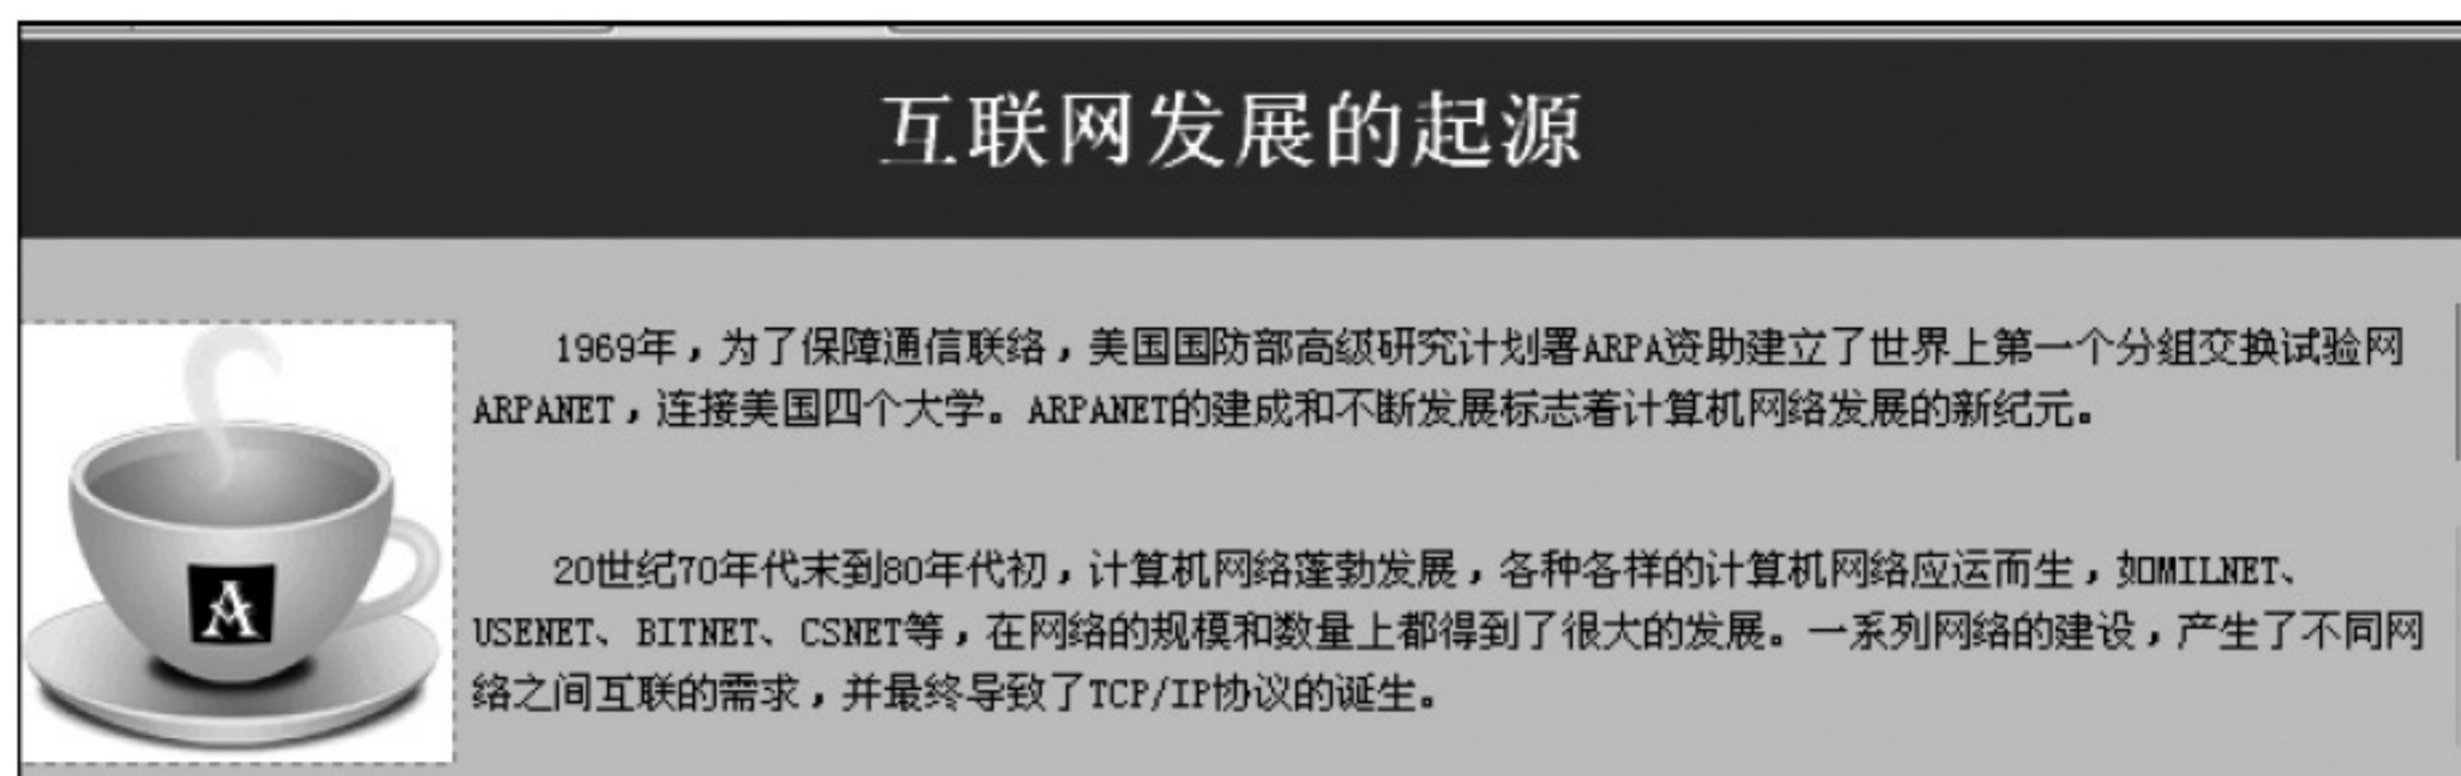 互联网发展的起源
1969年，为了保障通信联络，美国国防部高级研究计划署ARPA资助建立了世界上第一个分组交换试验网
ARPANET，连接美国四个大学。ARPANET的建成和不断发展标志着计算机网络发展的新纪元。
20世纪70年代末到80年代初，计算机网络蓬勃发展，各种各样的计算机网络应运而生，如MILNET、
USENET、BITNET、CSNET等，在网络的规模和数量上都得到了很大的发展。一系列网络的建设，产生了不同网
络之间互联的需求，并最终导致了TCP/IP协议的诞生。
A